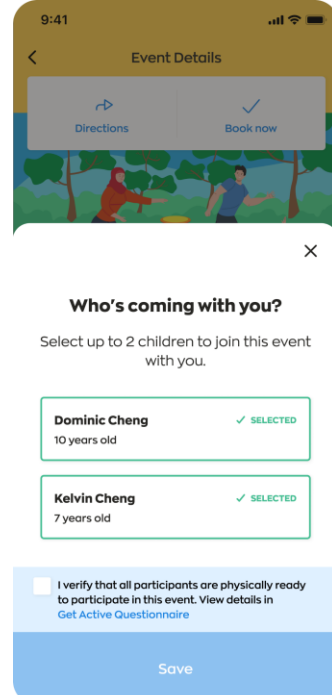 9:41
Event Details
Directions
Book now
Who's coming with you?
Select up to 2 children to join this event
with you.
Dominic Cheng
✓ SELECTED
10 years old
Kelvin Cheng
✓ SELECTED
7 years old
I verify that all participants are physically ready
to participate in this event. View details in
Get Active Questionnaire
Save